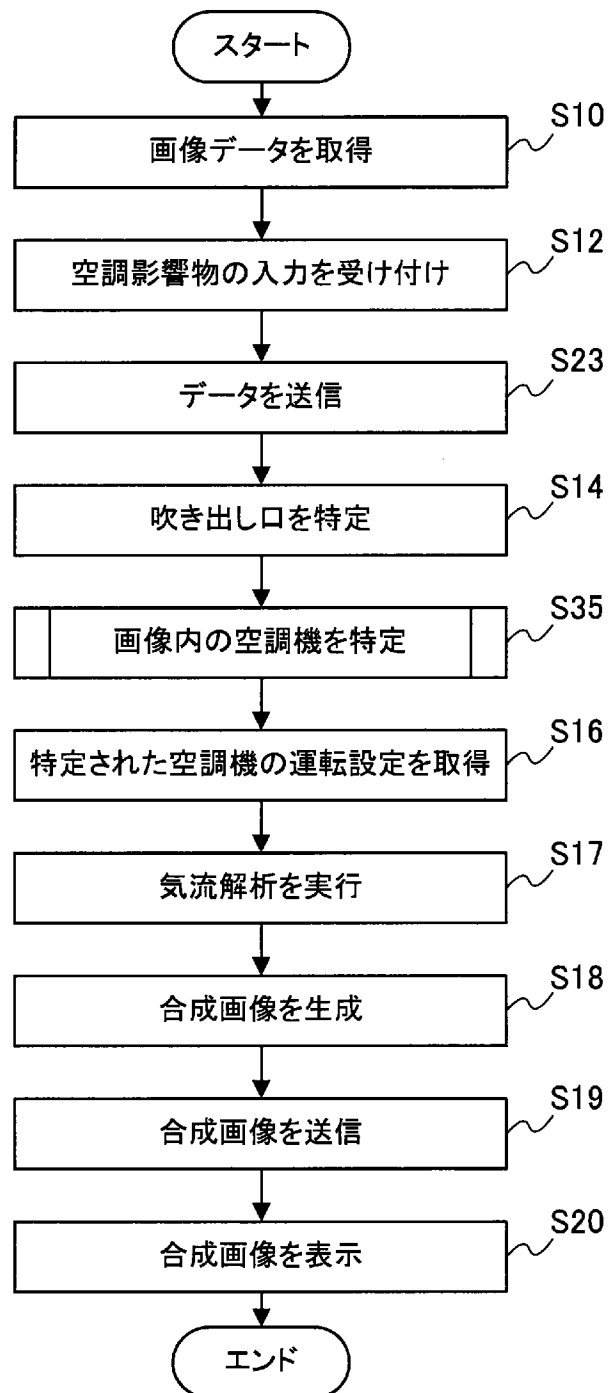 スタート
S10
画像データを取得
S12
空調影響物の入力を受け付け
S23
データを送信
S14
吹き出し口を特定
S35
画像内の空調機を特定
S16
特定された空調機の運転設定を取得
S17
気流解析を実行
S18
合成画像を生成
S19
合成画像を送信
S20
合成画像を表示
エンド